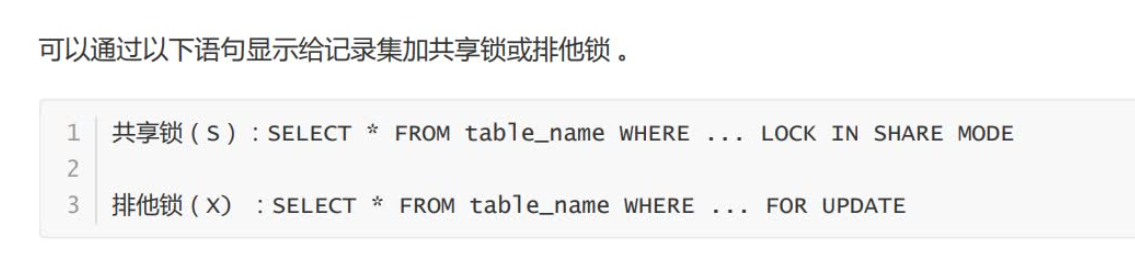 可以通过以下语句显示给记录集加共享锁或排他锁 。
1 共享锁（S）：SELECT * FROM table_name WHERE ... LOCK IN SHARE MODE
2
3 排他锁（X） ：SELECT * FROM table_name WHERE ... FOR UPDATE